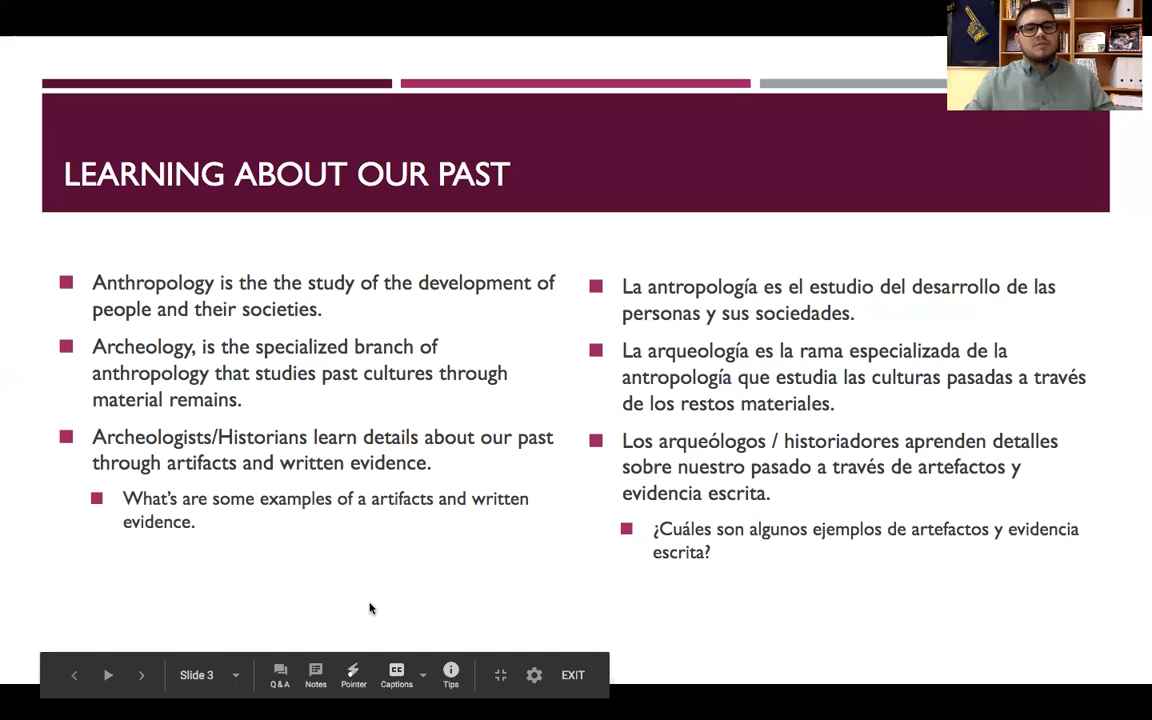 LEARNING ABOUT OUR PAST
Anthropology is the the study of the development of
people and their societies.
Archeology, is the specialized branch of
anthropology that studies past cultures through
material remains.
Archeologists/Historians learn details about our past
through artifacts and written evidence.
What's are some examples of a artifacts and written
evidence.
La antropología es el estudio del desarrollo de las
personas y sus sociedades.
La arqueología es la rama especializada de la
antropología que estudia las culturas pasadas a través
de los restos materiales.
Los arqueólogos / historiadores aprenden detalles
sobre nuestro pasado a través de artefactos y
evidencia escrita.
¿Cuáles son algunos ejemplos de artefactos y evidencia
escrita?
Slide 3
Q & A
Notes
Pointer
CC
Captions
Tips
EXIT